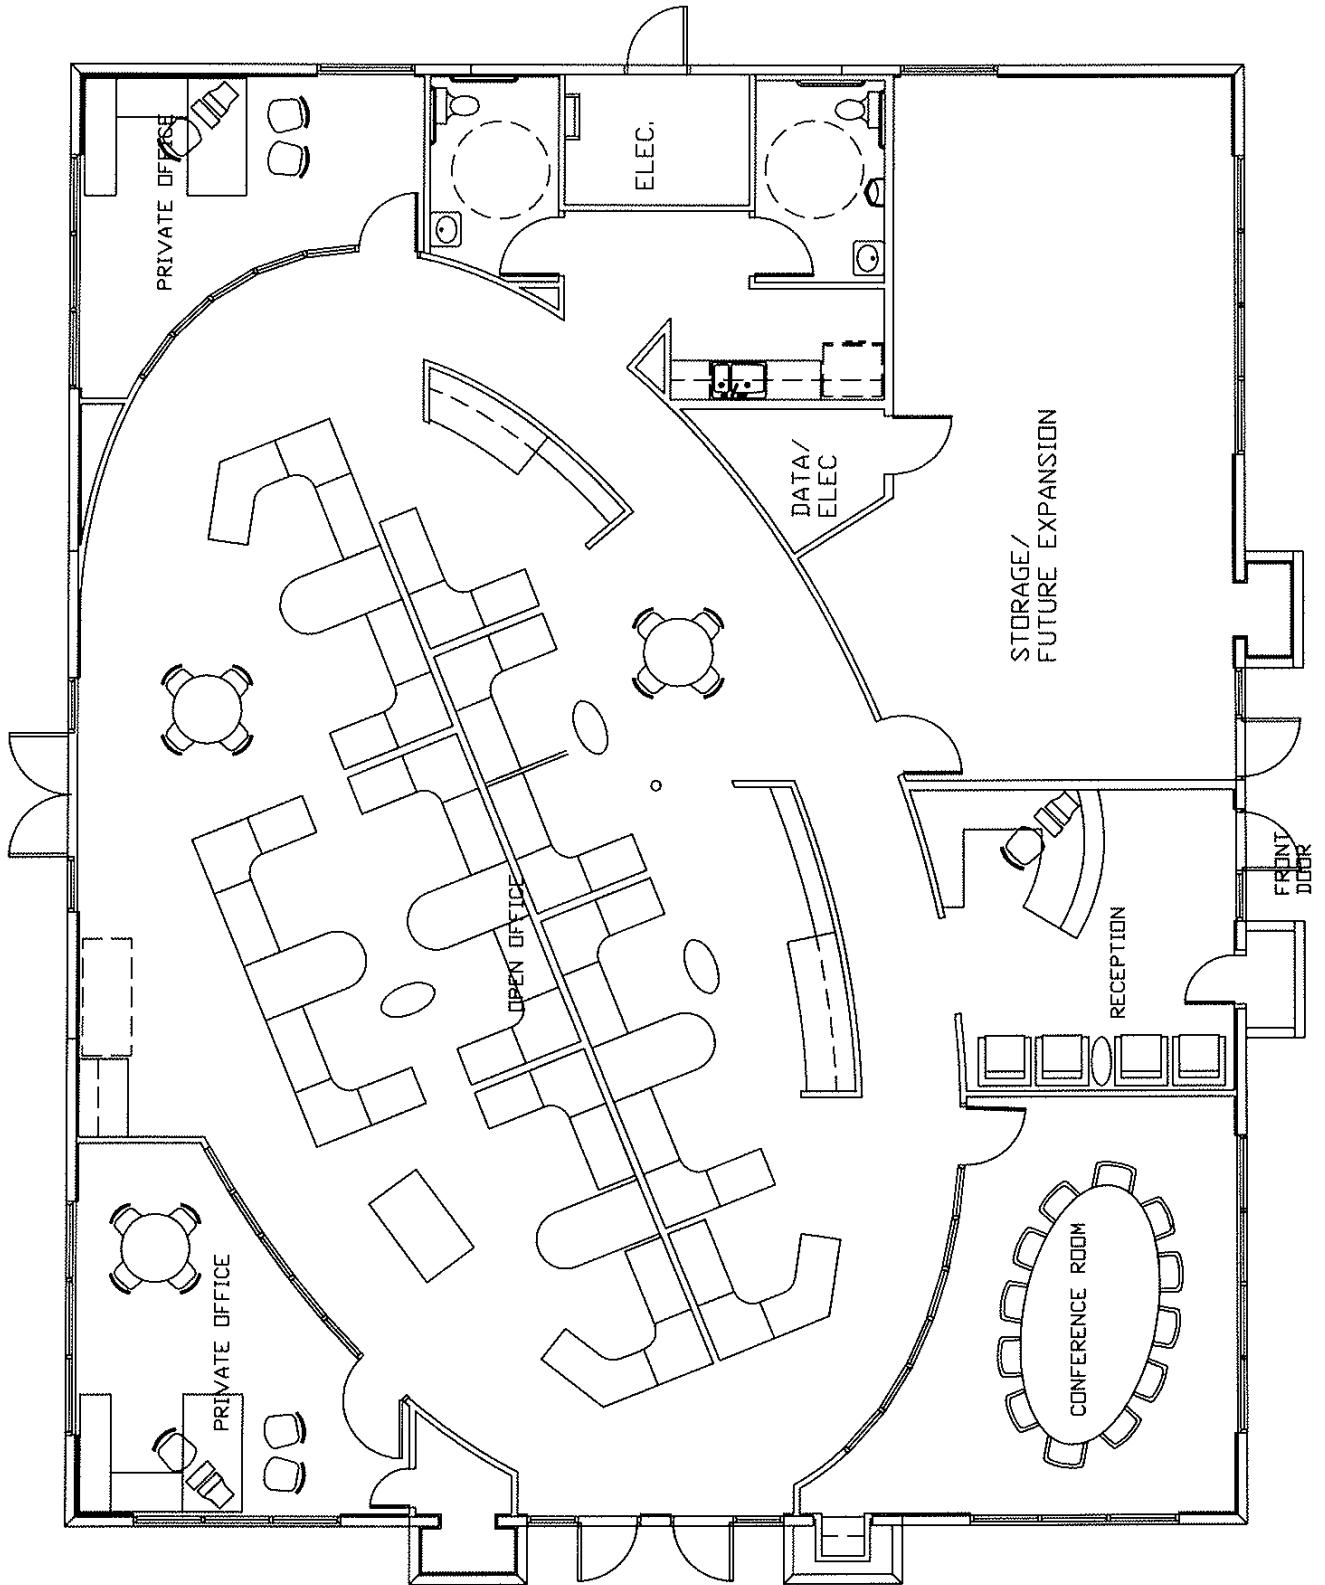 PRIVATE OFFICE
ELEC.
DATA/
ELEC
STORAGE/
FUTURE EXPANSION
OPEN OFFICE
FRONT
DOOR
RECEPTION
CONFERENCE ROOM
PRIVATE OFFICE